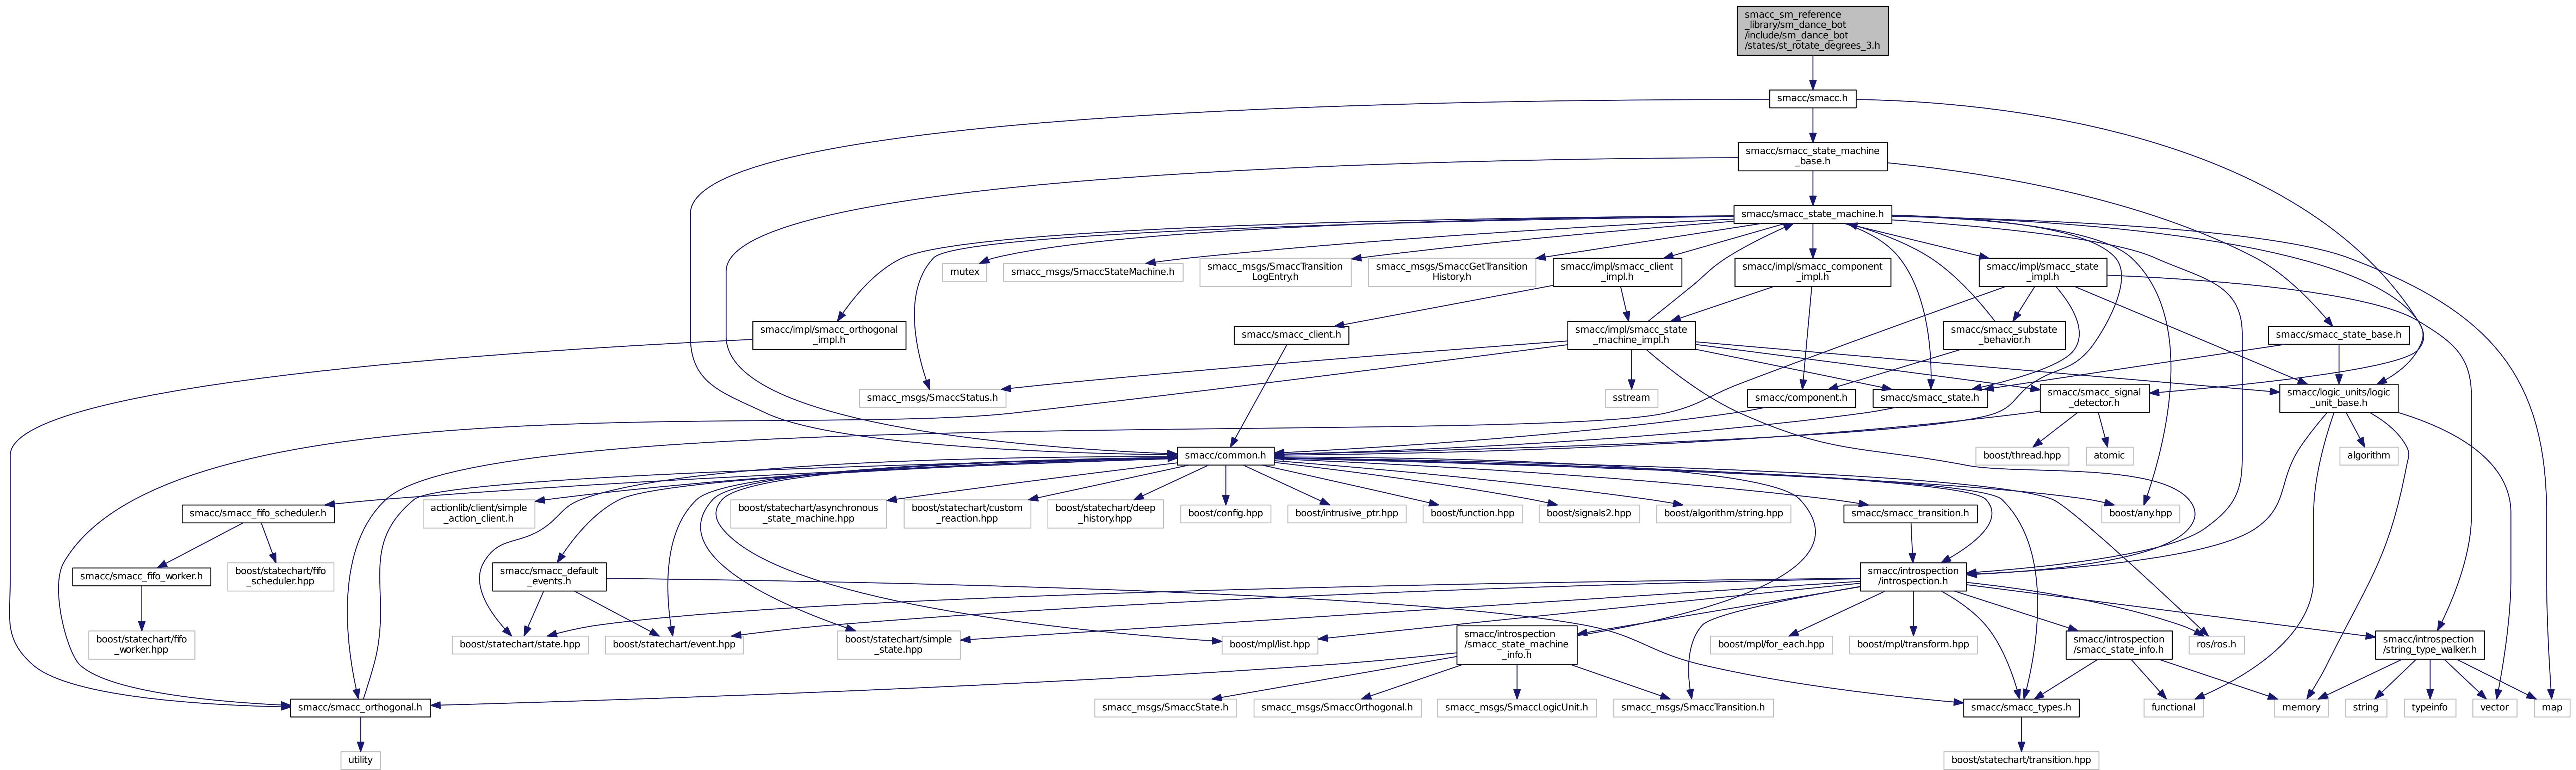 smacc_sm_reference
_library/sm_dance_bot
/include/sm_dance_bot
/states/st_rotate_degrees_3.h
smacc/smacc.h
smacc/smacc_state_machine
_base.h
smacc/smacc_state_machine.h
mutex
smacc_msgs/SmaccStateMachine.h
smacc_msgs/SmaccTransition
LogEntry.h
smacc_msgs/SmaccGetTransition
History.h
smacc/impl/smacc_client
_impl.h
smacc/impl/smacc_component
_impl.h
smacc/impl/smacc_state
_impl.h
smacc/impl/smacc_orthogonal
_impl.h
smacc/smacc_client.h
smacc/impl/smacc_state
_machine_impl.h
smacc/smacc_substate
_behavior.h
smacc/smacc_state_base.h
smacc_msgs/SmaccStatus.h
sstream
smacc/component.h
smacc/smacc_state.h
smacc/smacc_signal
_detector.h
smacc/logic_units/logic
_unit_base.h
smacc/common.h
boost/thread.hpp
atomic
algorithm
smacc/smacc_fifo_scheduler.h
actionlib/client/simple
_action_client.h
boost/statechart/asynchronous
_state_machine.hpp
boost/statechart/custom
_reaction.hpp
boost/statechart/deep
_history.hpp
boost/config.hpp
boost/intrusive_ptr.hpp
boost/function.hpp
boost/signals2.hpp
boost/algorithm/string.hpp
smacc/smacc_transition.h
boost/any.hpp
smacc/smacc_fifo_worker.h
boost/statechart/fifo
_scheduler.hpp
smacc/smacc_default
_events.h
smacc/introspection
/introspection.h
boost/statechart/fifo
_worker.hpp
boost/statechart/state.hpp
boost/statechart/event.hpp
boost/statechart/simple
_state.hpp
boost/mpl/list.hpp
smacc/introspection
/smacc_state_machine
_info.h
boost/mpl/for_each.hpp
boost/mpl/transform.hpp
smacc/introspection
/smacc_state_info.h
ros/ros.h
smacc/introspection
/string_type_walker.h
smacc/smacc_orthogonal.h
smacc_msgs/SmaccState.h
smacc_msgs/SmaccOrthogonal.h
smacc_msgs/SmaccLogicUnit.h
smacc_msgs/SmaccTransition.h
smacc/smacc_types.h
functional
memory
string
typeinfo
vector
map
utility
boost/statechart/transition.hpp